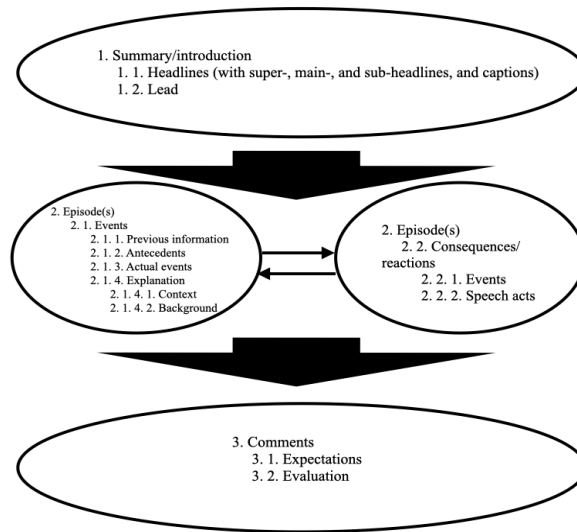 1. Summary/introduction
1. 1. Headlines (with super-, main-, and sub-headlines, and captions)
1. 2. Lead
2. Episode(s)
2. 1. Events
2. 1. 1. Previous information
2. 1. 2. Antecedents
2. 1. 3. Actual events
2. 1. 4. Explanation
2. 1. 4. 1. Context
2. 1. 4. 2. Background
2. Episode(s)
2. 2. Consequences/
reactions
2. 2. 1. Events
2. 2. 2. Speech acts
3. Comments
3. 1. Expectations
3. 2. Evaluation